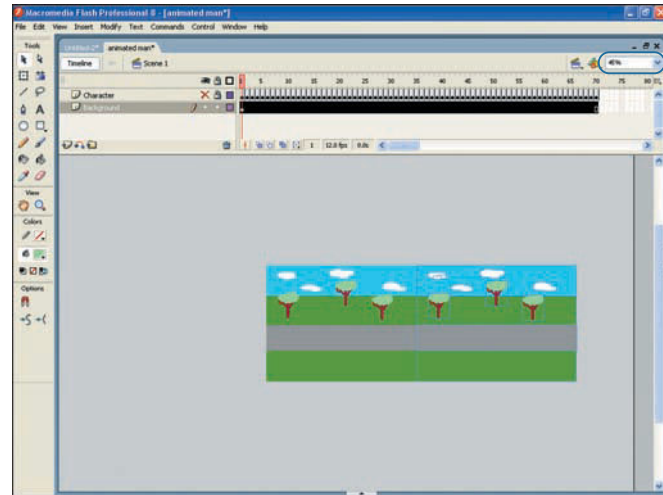 Macromedia Flash Professional 8 - [animated man*]
File Edit View Insert Modify Text Commands Control Window Help
Tools
Untitled-2* animated man*
Timeline Scene 1 45%
5 10 15 20 25 30 35 40 45 50 55 60 65 70 75 80
Character
Background
1 12.0 fps 0.0s
View
Colors
Options